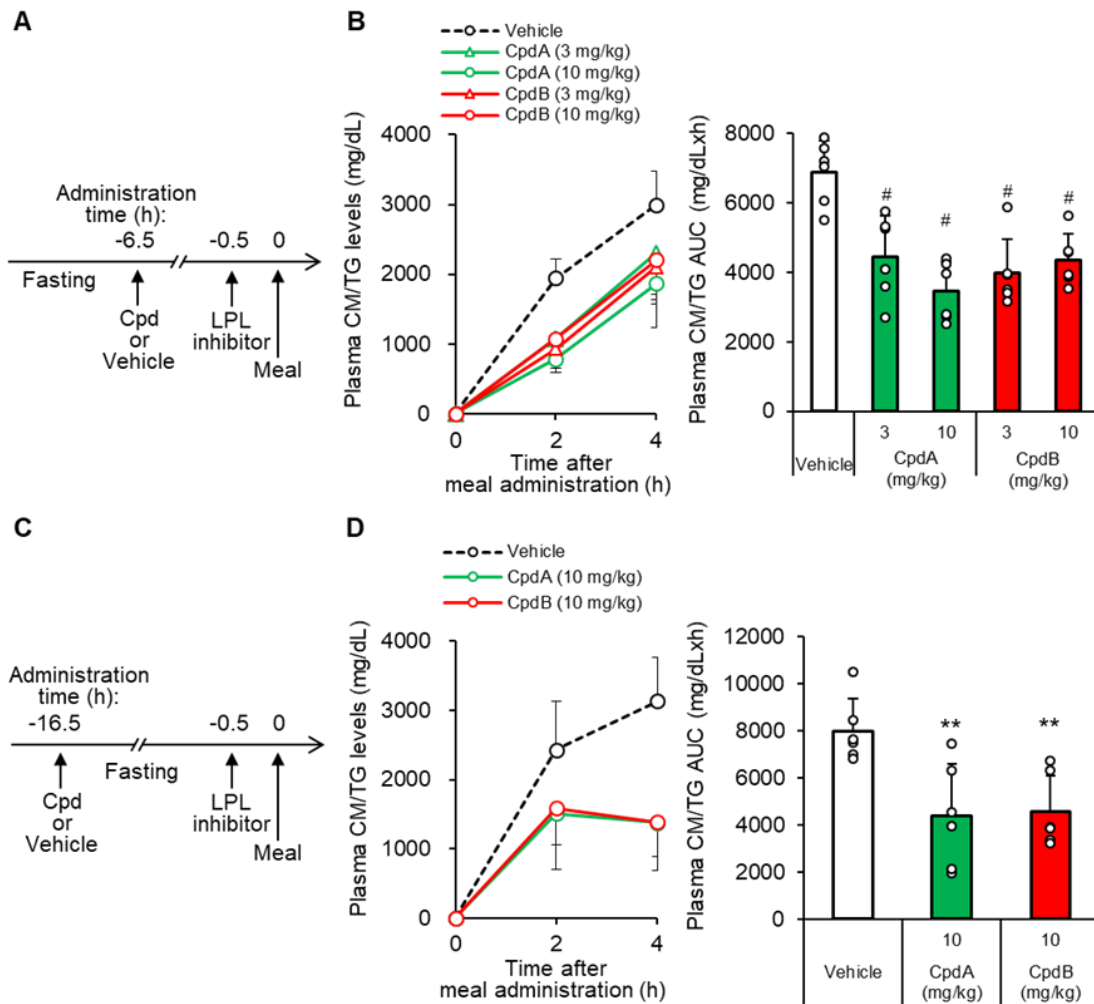 A
Administration
time (h):
-6.5
-0.5
0
Fasting
Cpd
or
Vehicle
LPL
inhibitor
Meal
B
Vehicle
CpdA (3 mg/kg)
CpdA (10 mg/kg)
CpdB (3 mg/kg)
CpdB (10 mg/kg)
Plasma CM/TG levels (mg/dL)
4000
3000
2000
1000
0
0 2 4
Time after
meal administration (h)
Plasma CM/TG AUC (mg/dLxh)
8000
6000
4000
2000
0
# # # #
3 10 3 10
Vehicle CpdA CpdB
(mg/kg) (mg/kg)
C
Administration
time (h):
-16.5
-0.5
0
Fasting
Cpd
or
Vehicle
LPL
inhibitor
Meal
D
Vehicle
CpdA (10 mg/kg)
CpdB (10 mg/kg)
Plasma CM/TG levels (mg/dL)
4000
3000
2000
1000
0
0 2 4
Time after
meal administration (h)
Plasma CM/TG AUC (mg/dLxh)
12000
10000
8000
6000
4000
2000
0
** **
10 10
Vehicle CpdA CpdB
(mg/kg) (mg/kg)